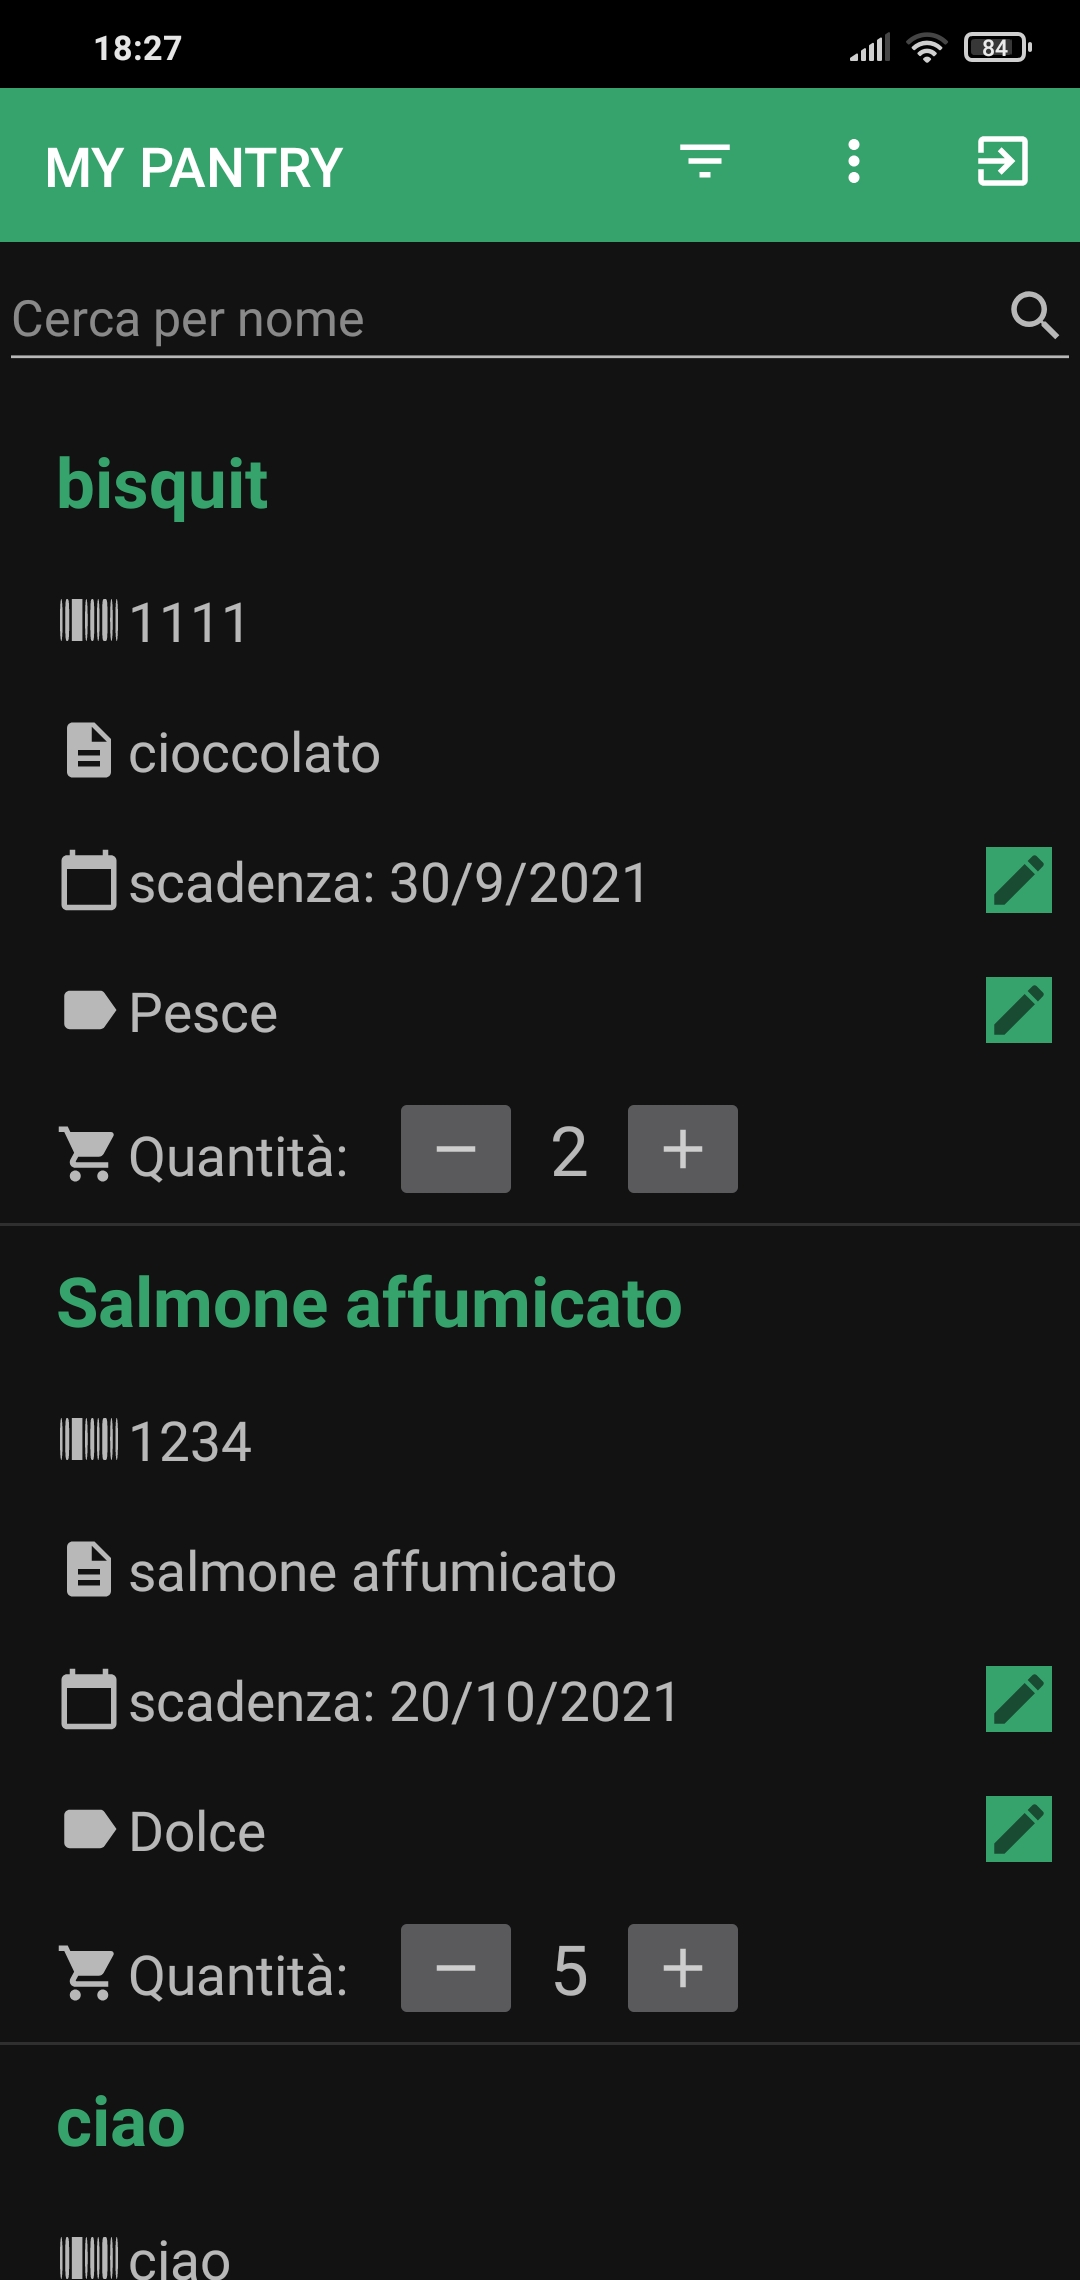 18:27
84
MY PANTRY
Cerca per nome
bisquit
1111
cioccolato
scadenza: 30/9/2021
Pesce
Quantità: 2
Salmone affumicato
1234
salmone affumicato
scadenza: 20/10/2021
Dolce
Quantità: 5
ciao
ciao